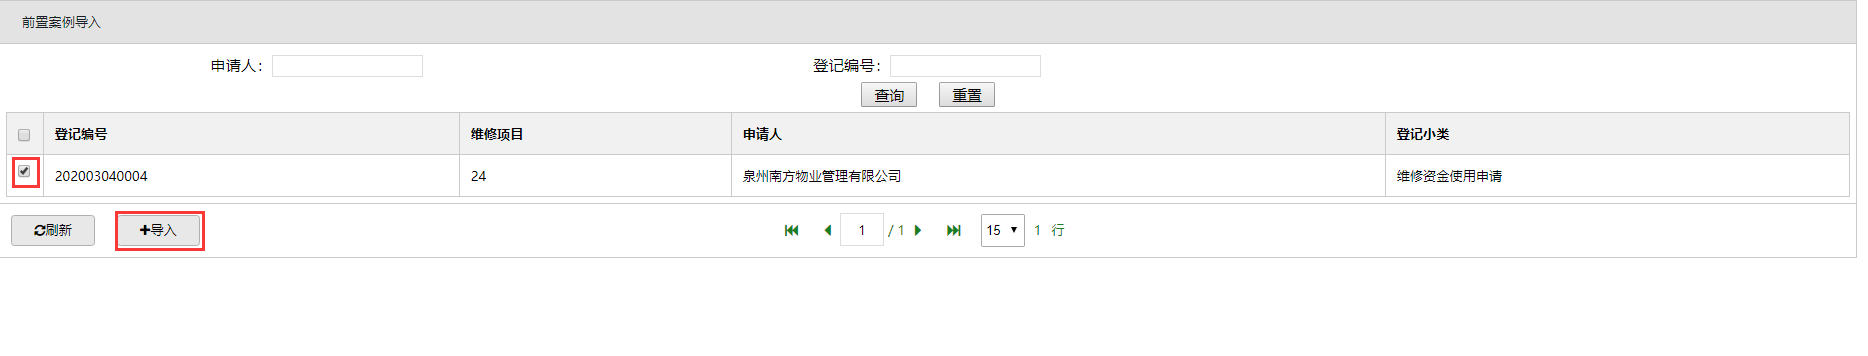 前置案例导入
申请人： 登记编号：
查询 重置
登记编号 维修项目 申请人 登记小类
202003040004 24 泉州南方物业管理有限公司 维修资金使用申请
刷新 导入 1 / 1 15 1 行